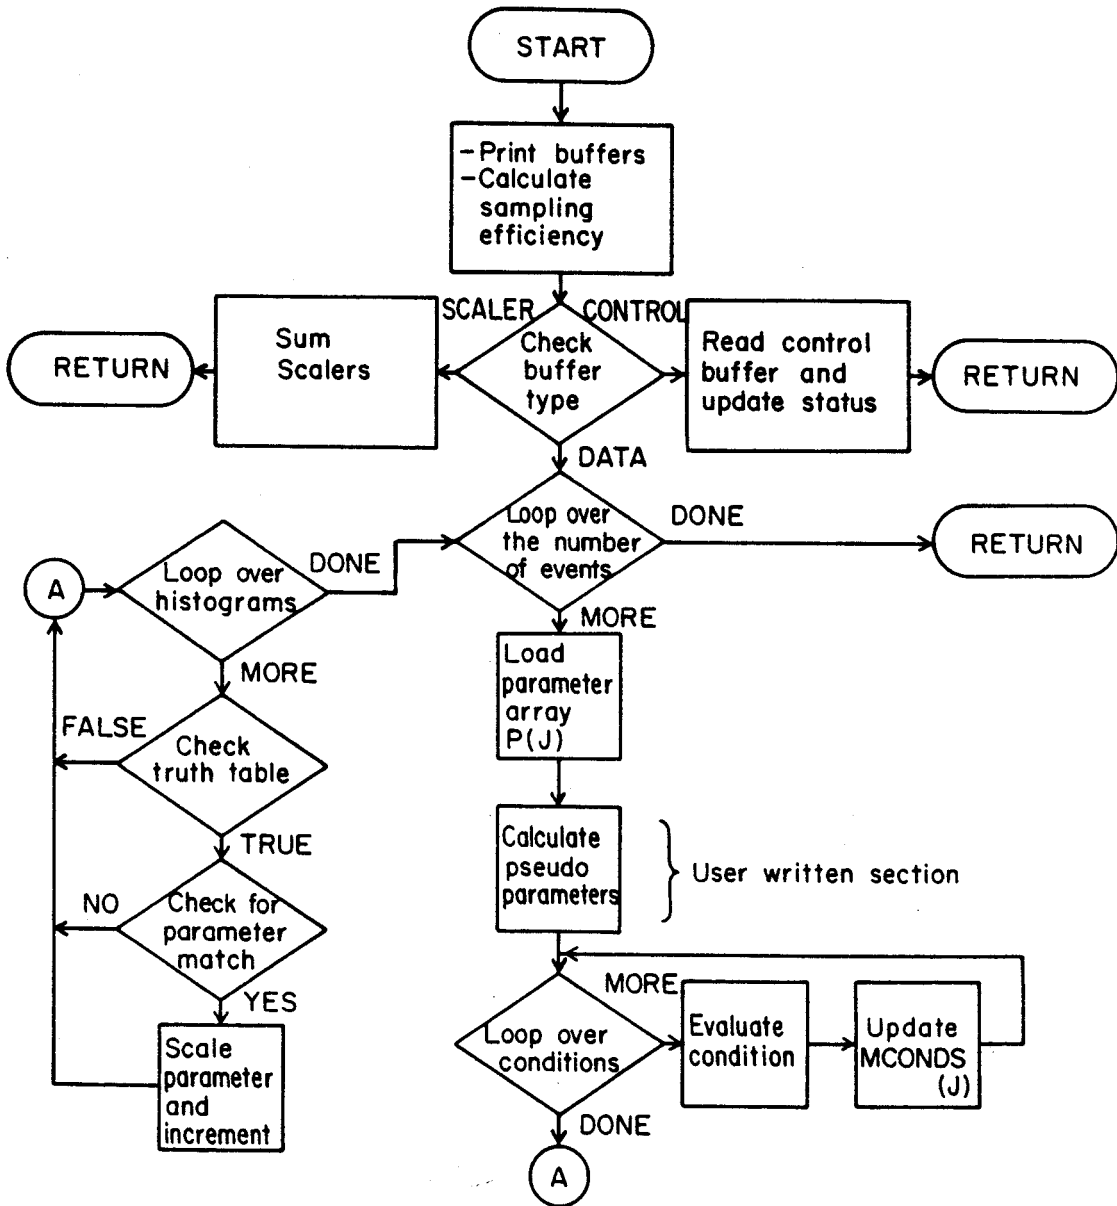 START
-Print buffers
-Calculate
sampling
efficiency
SCALER
CONTROL
Sum
Scalers
RETURN
Check
buffer
type
Read control
buffer and
update status
RETURN
DATA
Loop over
the number
of events
DONE
RETURN
MORE
A
Loop over
histograms
DONE
MORE
Load
parameter
array
P(J)
FALSE
Check
truth table
TRUE
Calculate
pseudo
parameters
User written section
NO
Check for
parameter
match
YES
Scale
parameter
and
increment
MORE
Loop over
conditions
Evaluate
condition
Update
MCONDS
(J)
DONE
A